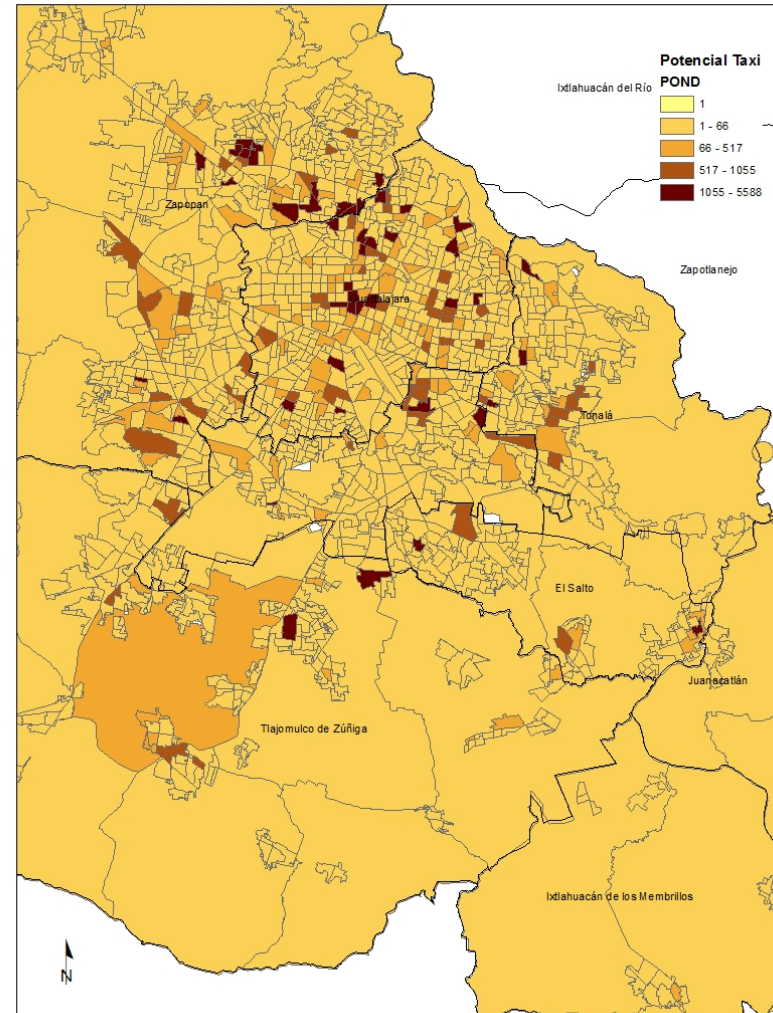 Potencial Taxi
POND
1
1 - 66
66 - 517
517 - 1055
1055 - 5588
Ixtlahuacán del Río
Zapopan
Zapotlanejo
Guadalajara
Tonalá
El Salto
Juanacatlán
Tlajomulco de Zúñiga
Ixtlahuacán de los Membrillos
N